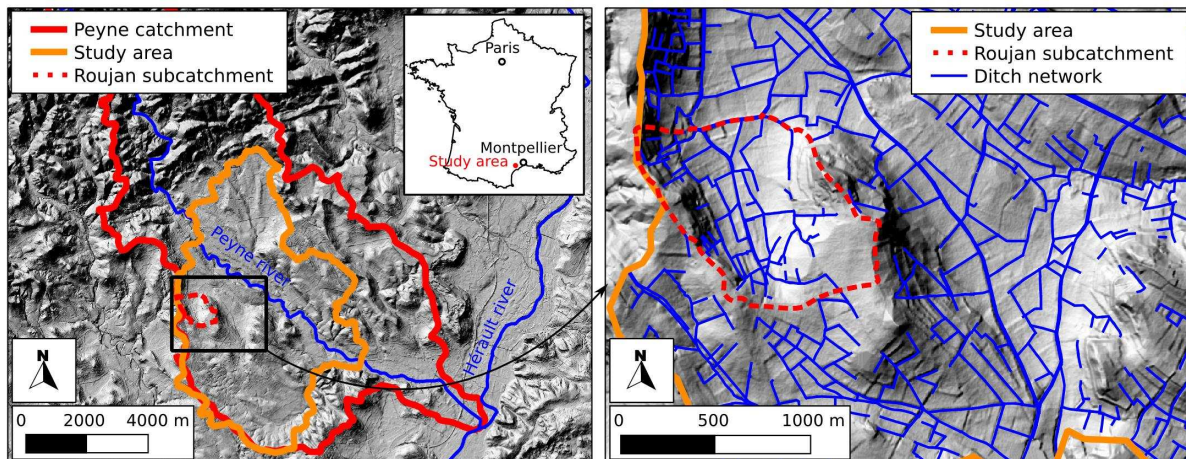 Peyne catchment
Study area
Roujan subcatchment
Paris
Montpellier
Study area
Peyne river
Hérault river
N
0 2000 4000 m
Study area
Roujan subcatchment
Ditch network
N
0 500 1000 m